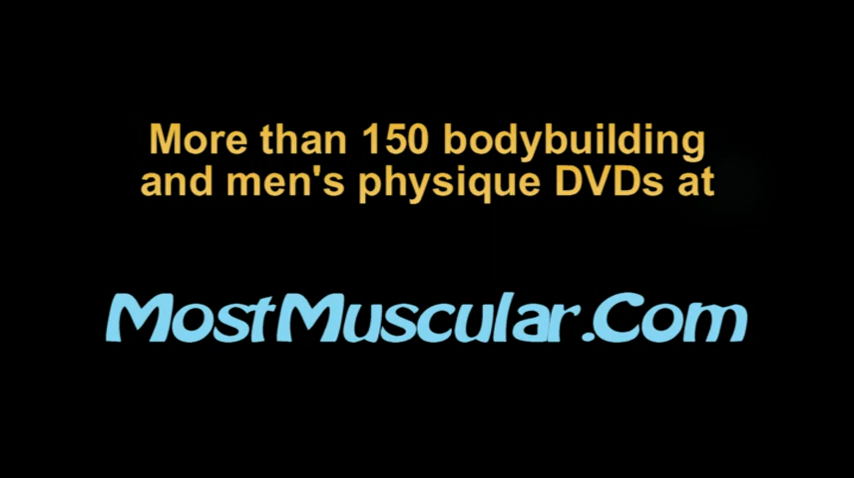 More than 150 bodybuilding
and men's physique DVDs at
MostMuscular.Com